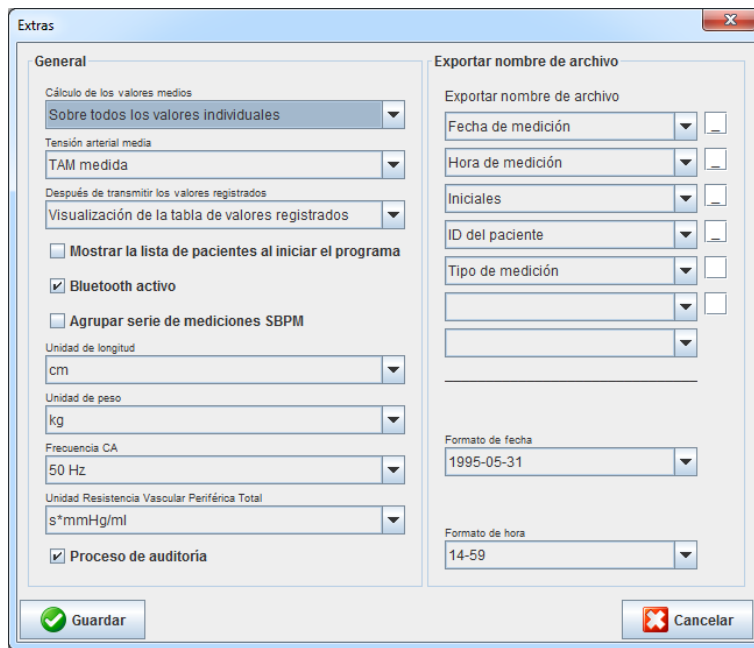 Extras
General
Cálculo de los valores medios
Sobre todos los valores individuales
Tensión arterial media
TAM medida
Después de transmitir los valores registrados
Visualización de la tabla de valores registrados
Mostrar la lista de pacientes al iniciar el programa
Bluetooth activo
Agrupar serie de mediciones SBPM
Unidad de longitud
cm
Unidad de peso
kg
Frecuencia CA
50 Hz
Unidad Resistencia Vascular Periférica Total
s*mmHg/ml
Proceso de auditoría
Exportar nombre de archivo
Exportar nombre de archivo
Fecha de medición _
Hora de medición _
Iniciales _
ID del paciente _
Tipo de medición
Formato de fecha
1995-05-31
Formato de hora
14-59
Guardar
Cancelar